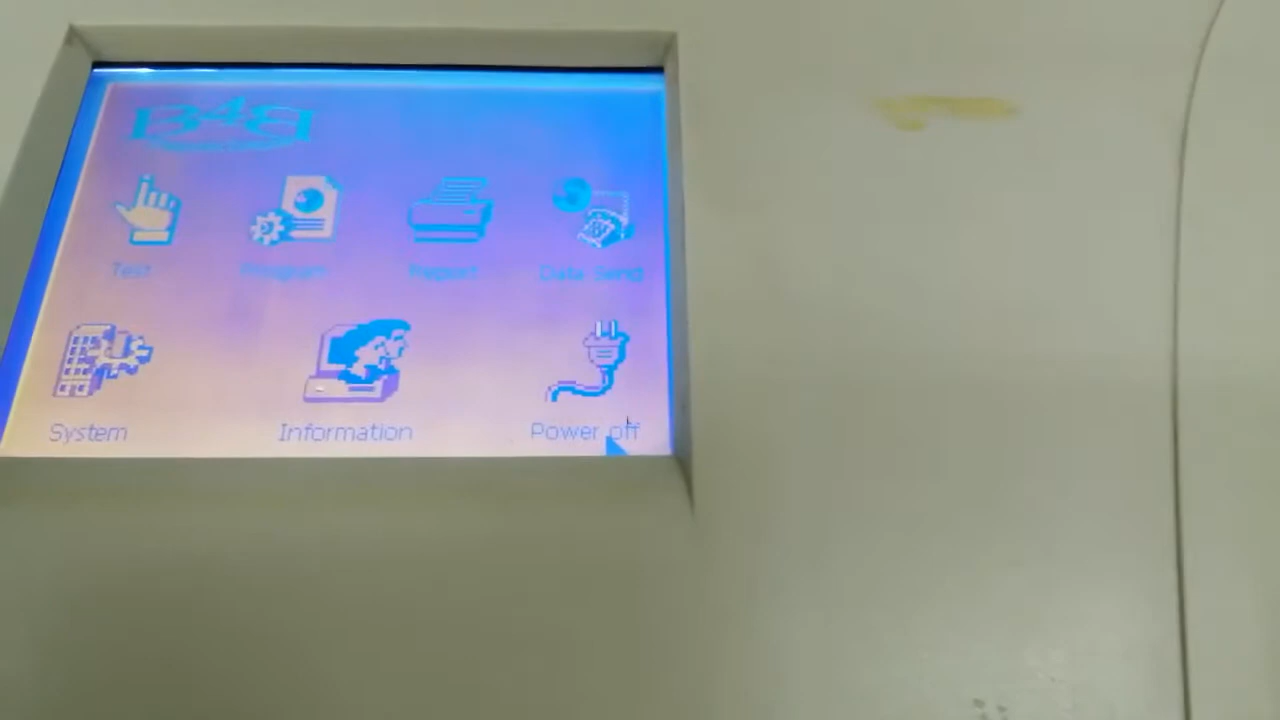 Test Program Report Data Send
System Information Power off